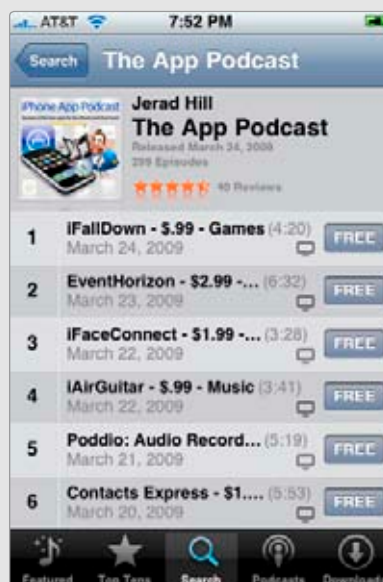 AT&T 7:52 PM
Search The App Podcast
iPhone App Podcast
Jerad Hill
The App Podcast
Released March 24, 2009
299 Episodes
40 Reviews
1 iFallDown - $.99 - Games (4:20) FREE
March 24, 2009
2 EventHorizon - $2.99 -... (6:32) FREE
March 23, 2009
3 iFaceConnect - $1.99 -... (3:28) FREE
March 22, 2009
4 iAirGuitar - $.99 - Music (3:41) FREE
March 22, 2009
5 Poddio: Audio Record... (5:19) FREE
March 21, 2009
6 Contacts Express - $1.... (5:53) FREE
March 20, 2009
Featured Top Tens Search Podcasts Downloads